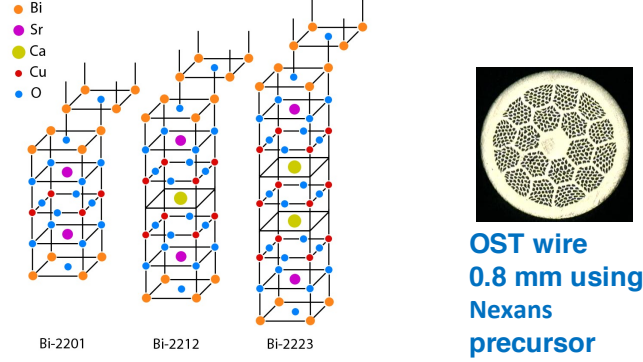 Bi
Sr
Ca
Cu
O
Bi-2201
Bi-2212
Bi-2223
OST wire
0.8 mm using
Nexans
precursor